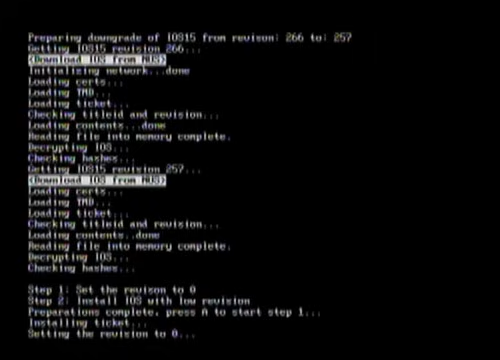 Preparing downgrade of IOS15 from revison: 266 to: 257
Getting IOS15 revision 266...
<Download IOS from NUS>
Initializing network...done
Loading certs...
Loading TMD...
Loading ticket...
Checking titleid and revision...
Loading contents...done
Reading file into memory complete.
Decrypting IOS...
Checking hashes...
Getting IOS15 revision 257...
<Download IOS from NUS>
Loading certs...
Loading TMD...
Loading ticket...
Checking titleid and revision...
Loading contents..done
Reading file into memory complete.
Decrypting IOS...
Checking hashes...
Step 1: Set the revison to 0
Step 2: Install IOS with low revision
Preparations complete, press A to start step 1...
Installing ticket...
Setting the revision to 0...